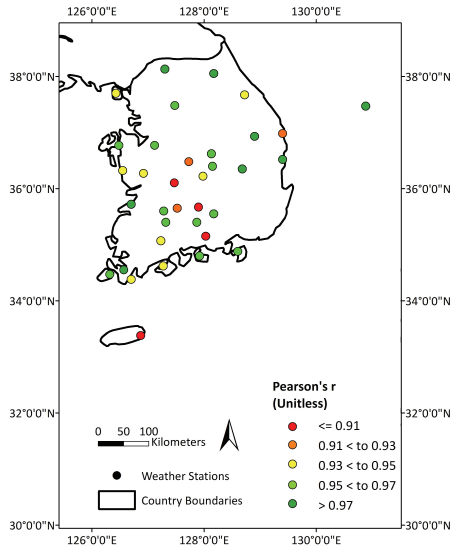 126°0'0"E 128°0'0"E 130°0'0"E
38°0'0"N 38°0'0"N
36°0'0"N 36°0'0"N
34°0'0"N 34°0'0"N
32°0'0"N 32°0'0"N
30°0'0"N 30°0'0"N
Pearson's r
(Unitless)
<= 0.91
0.91 < to 0.93
0.93 < to 0.95
0.95 < to 0.97
> 0.97
0 50 100
Kilometers
Weather Stations
Country Boundaries
126°0'0"E 128°0'0"E 130°0'0"E